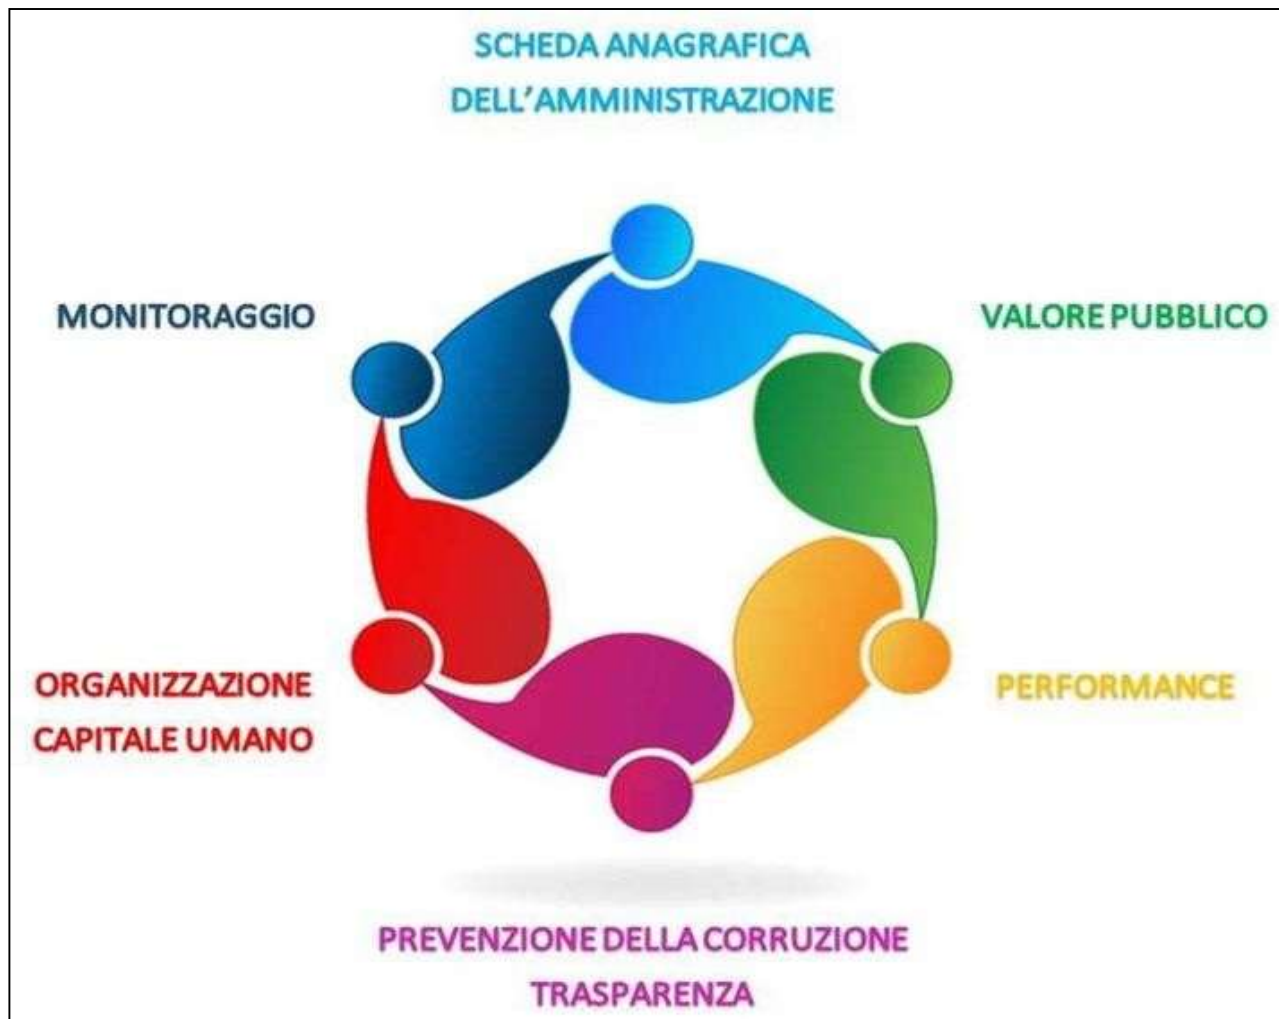 SCHEDA ANAGRAFICA
DELL'AMMINISTRAZIONE
MONITORAGGIO
VALORE PUBBLICO
ORGANIZZAZIONE
CAPITALE UMANO
PERFORMANCE
PREVENZIONE DELLA CORRUZIONE
TRASPARENZA